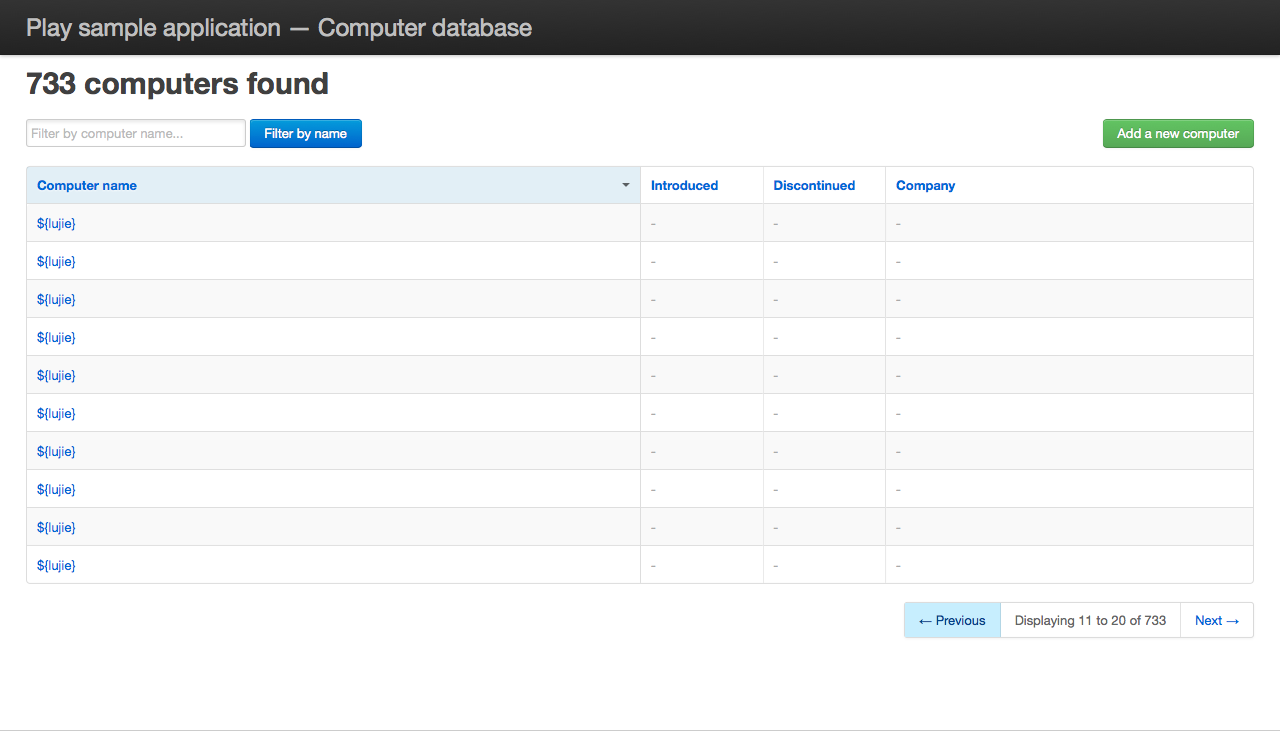 Play sample application — Computer database
733 computers found
Filter by computer name... Filter by name Add a new computer
Computer name Introduced Discontinued Company
${lujie} - - -
${lujie} - - -
${lujie} - - -
${lujie} - - -
${lujie} - - -
${lujie} - - -
${lujie} - - -
${lujie} - - -
${lujie} - - -
${lujie} - - -
← Previous Displaying 11 to 20 of 733 Next →